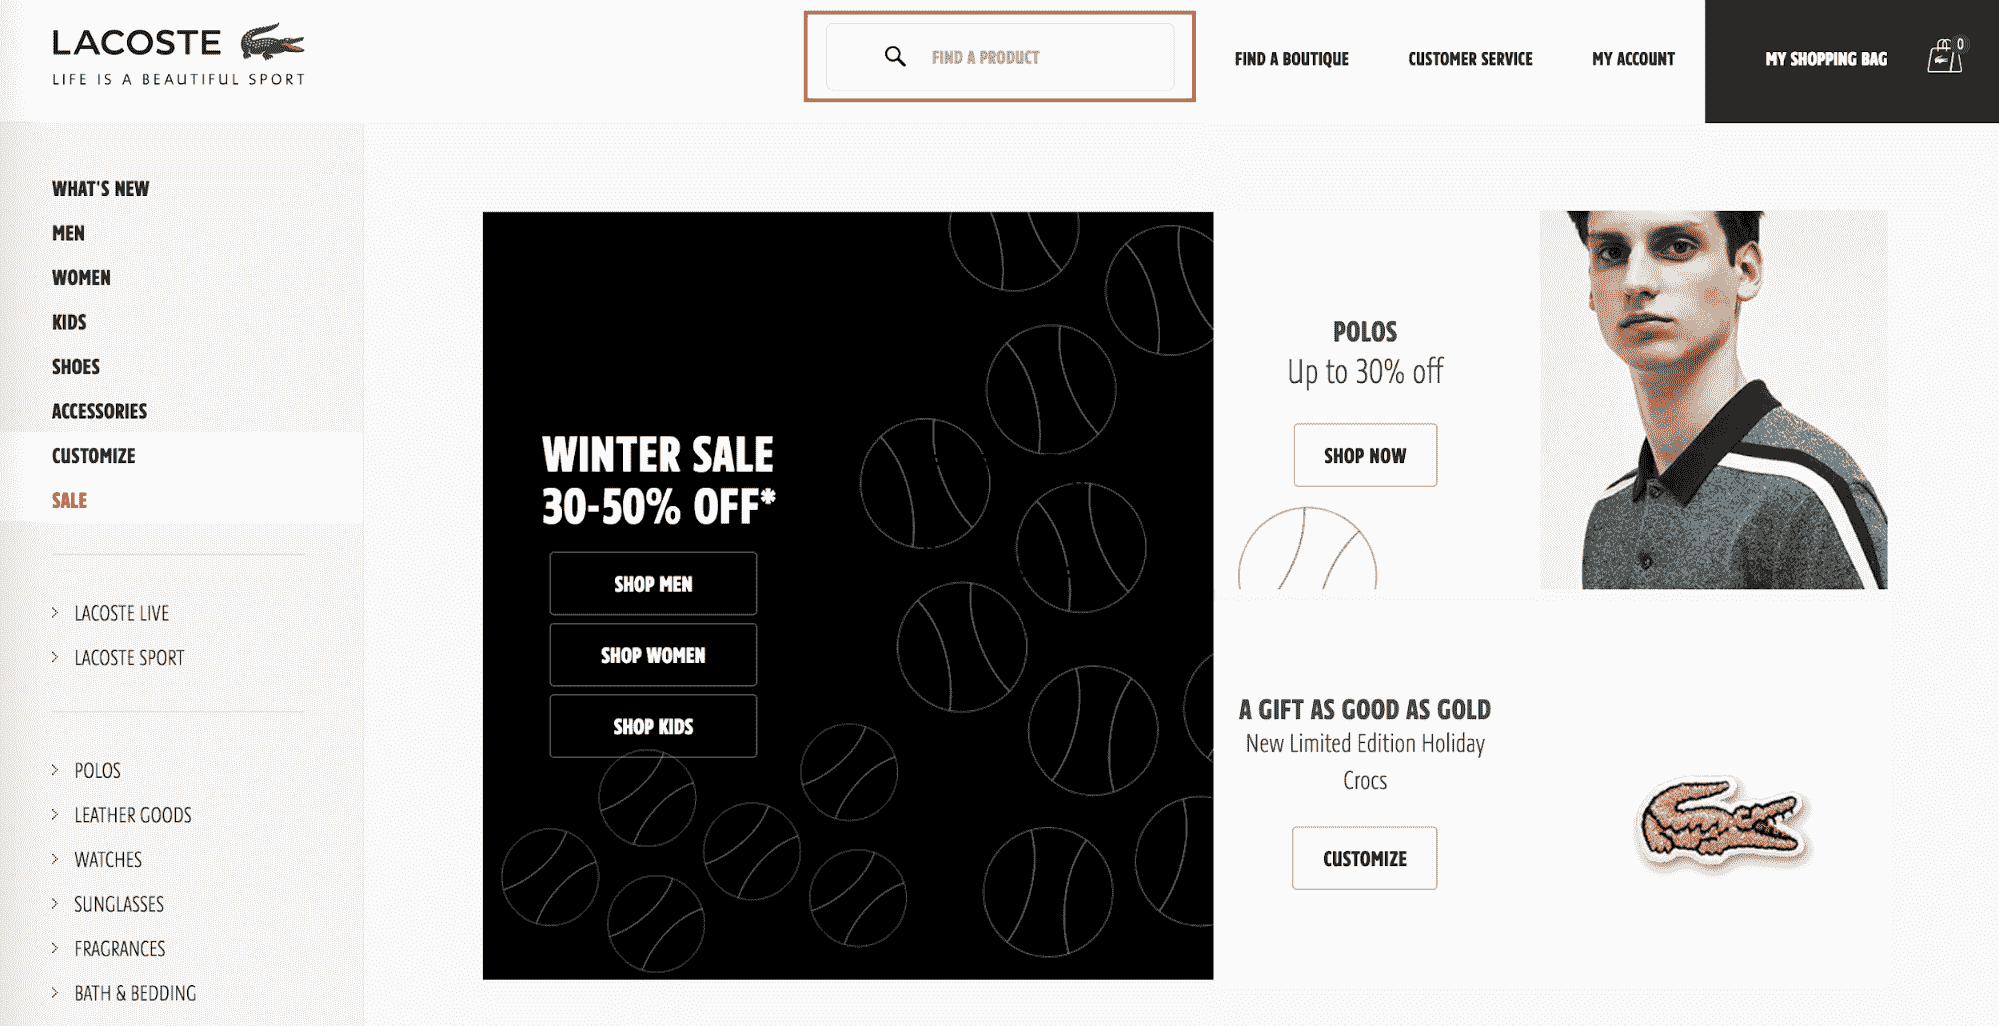 LACOSTE
LIFE IS A BEAUTIFUL SPORT
FIND A PRODUCT
FIND A BOUTIQUE
CUSTOMER SERVICE
MY ACCOUNT
MY SHOPPING BAG
0
WHAT'S NEW
MEN
WOMEN
KIDS
SHOES
ACCESSORIES
CUSTOMIZE
SALE
LACOSTE LIVE
LACOSTE SPORT
POLOS
LEATHER GOODS
WATCHES
SUNGLASSES
FRAGRANCES
BATH & BEDDING
WINTER SALE
30-50% OFF*
SHOP MEN
SHOP WOMEN
SHOP KIDS
POLOS
Up to 30% off
SHOP NOW
A GIFT AS GOOD AS GOLD
New Limited Edition Holiday
Crocs
CUSTOMIZE